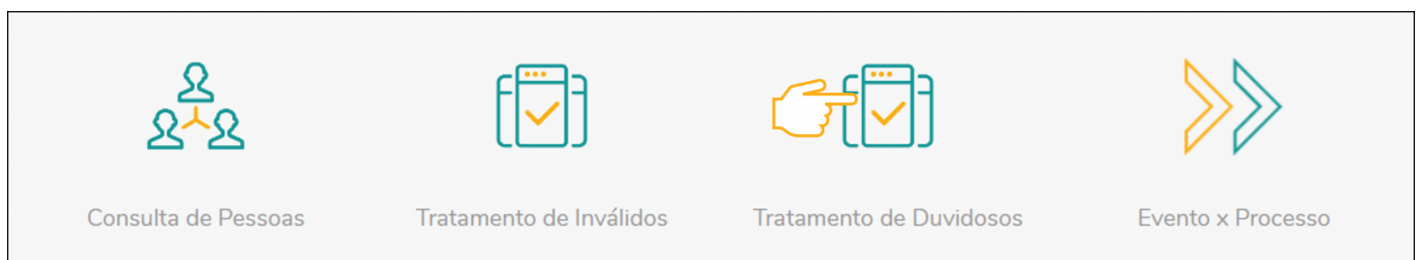 Consulta de Pessoas
Tratamento de Inválidos
Tratamento de Duvidosos
Evento x Processo